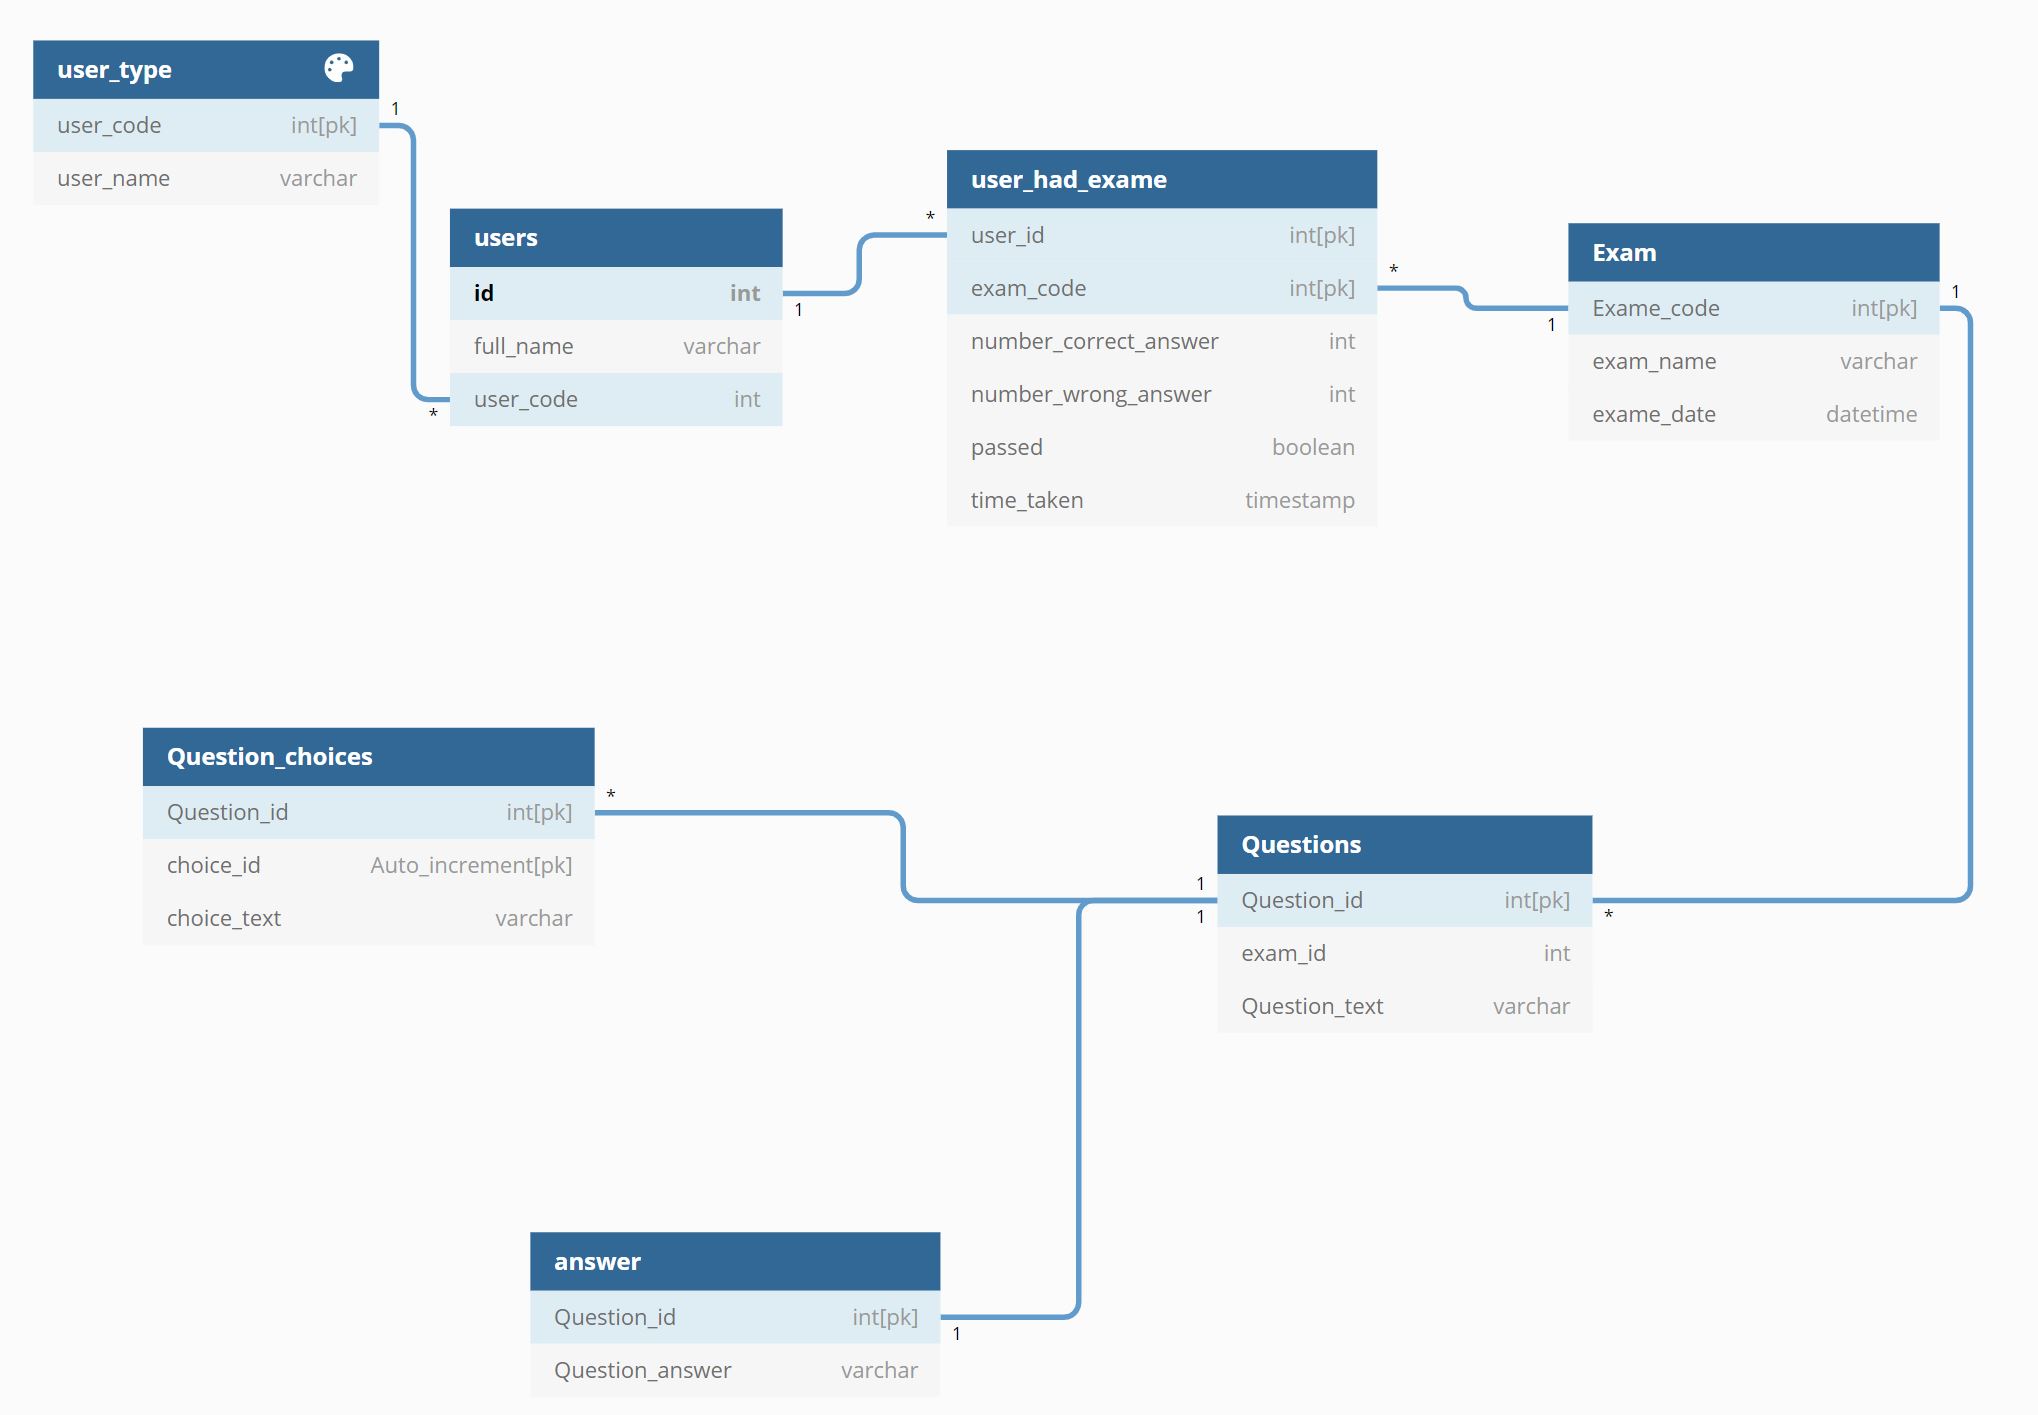 user_type
user_code int[pk]
user_name varchar
1
*
users
id int
full_name varchar
user_code int
1
*
user_had_exame
user_id int[pk]
exam_code int[pk]
number_correct_answer int
number_wrong_answer int
passed boolean
time_taken timestamp
*
1
Exam
Exame_code int[pk]
exam_name varchar
exame_date datetime
1
*
Question_choices
Question_id int[pk]
choice_id Auto_increment[pk]
choice_text varchar
*
1
1
Questions
Question_id int[pk]
exam_id int
Question_text varchar
answer
Question_id int[pk]
Question_answer varchar
1